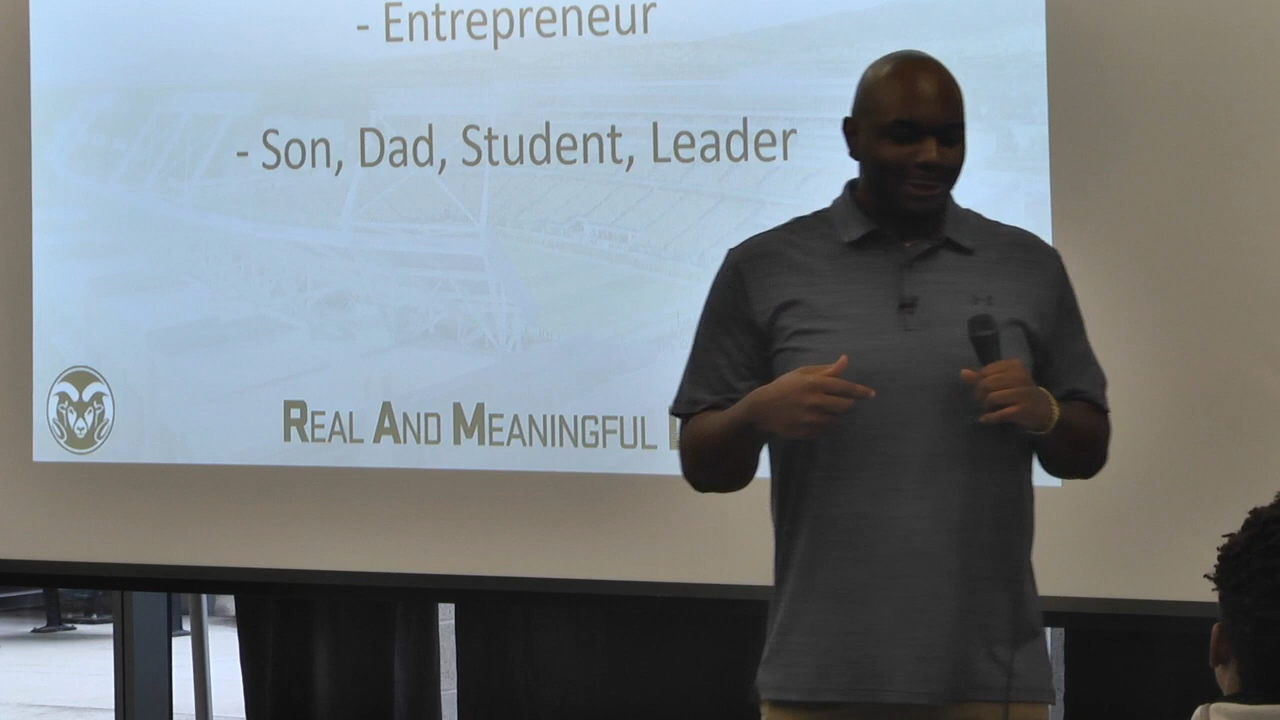 - Entrepreneur
- Son, Dad, Student, Leader
REAL AND MEANINGFUL